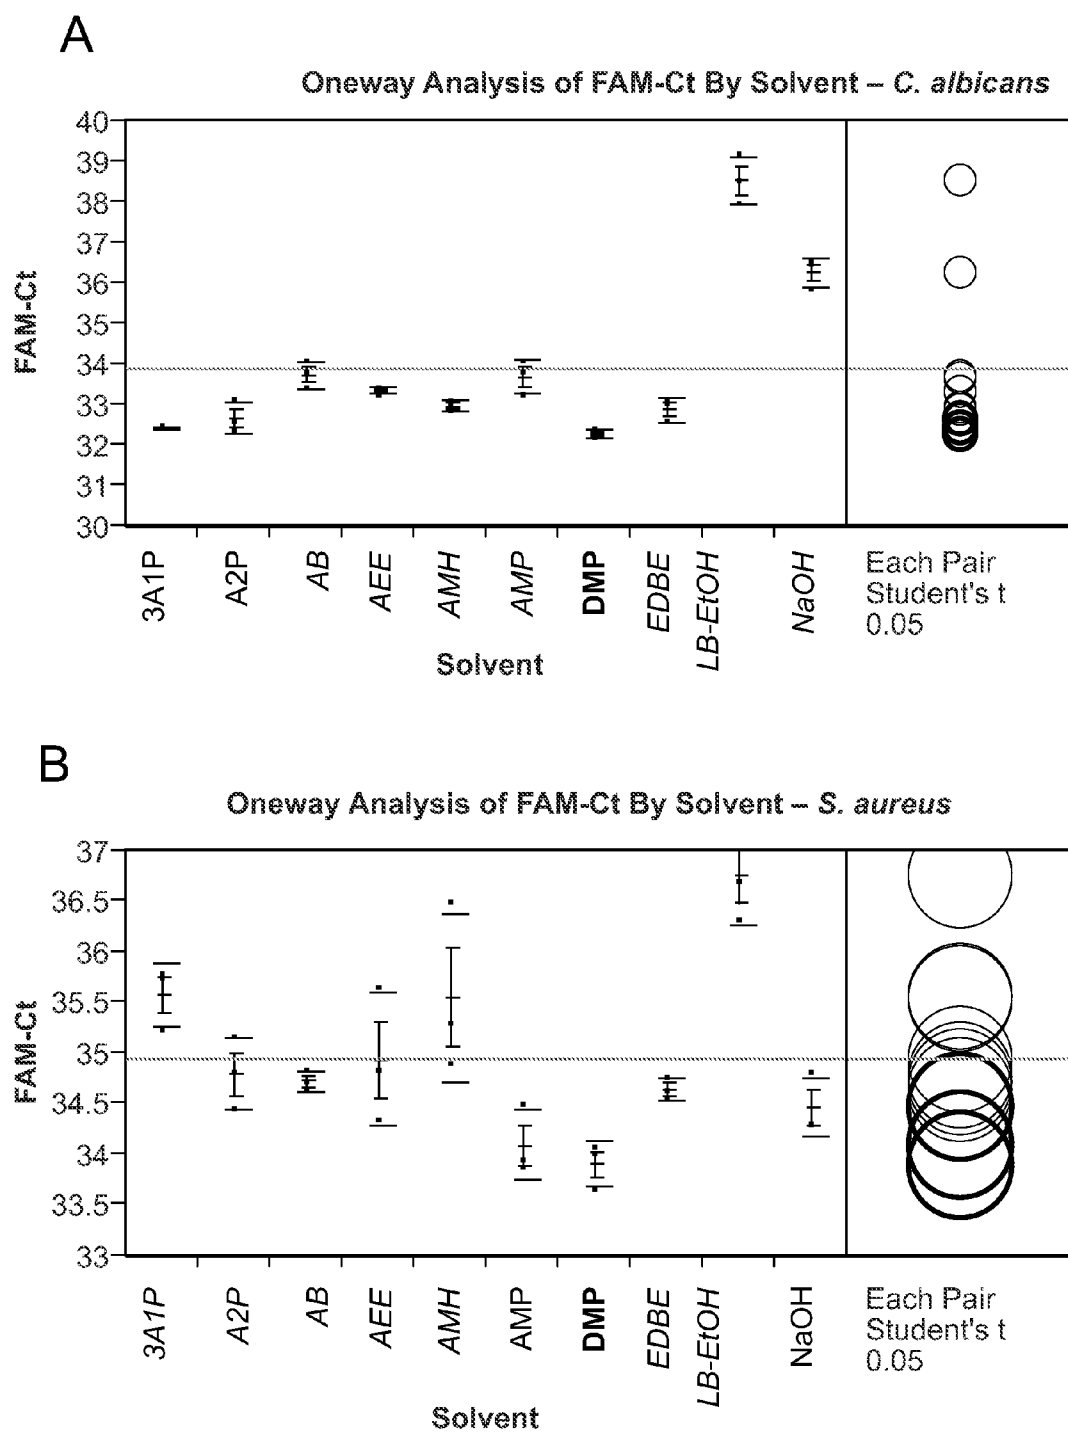 A
Oneway Analysis of FAM-Ct By Solvent – C. albicans
40
39
38
37
36
35
34
33
32
31
30
FAM-Ct
3A1P
A2P
AB
AEE
AMH
AMP
DMP
EDBE
LB-EtOH
NaOH
Each Pair
Student's t
0.05
Solvent
B
Oneway Analysis of FAM-Ct By Solvent – S. aureus
37
36.5
36
35.5
35
34.5
34
33.5
33
FAM-Ct
3A1P
A2P
AB
AEE
AMH
AMP
DMP
EDBE
LB-EtOH
NaOH
Each Pair
Student's t
0.05
Solvent